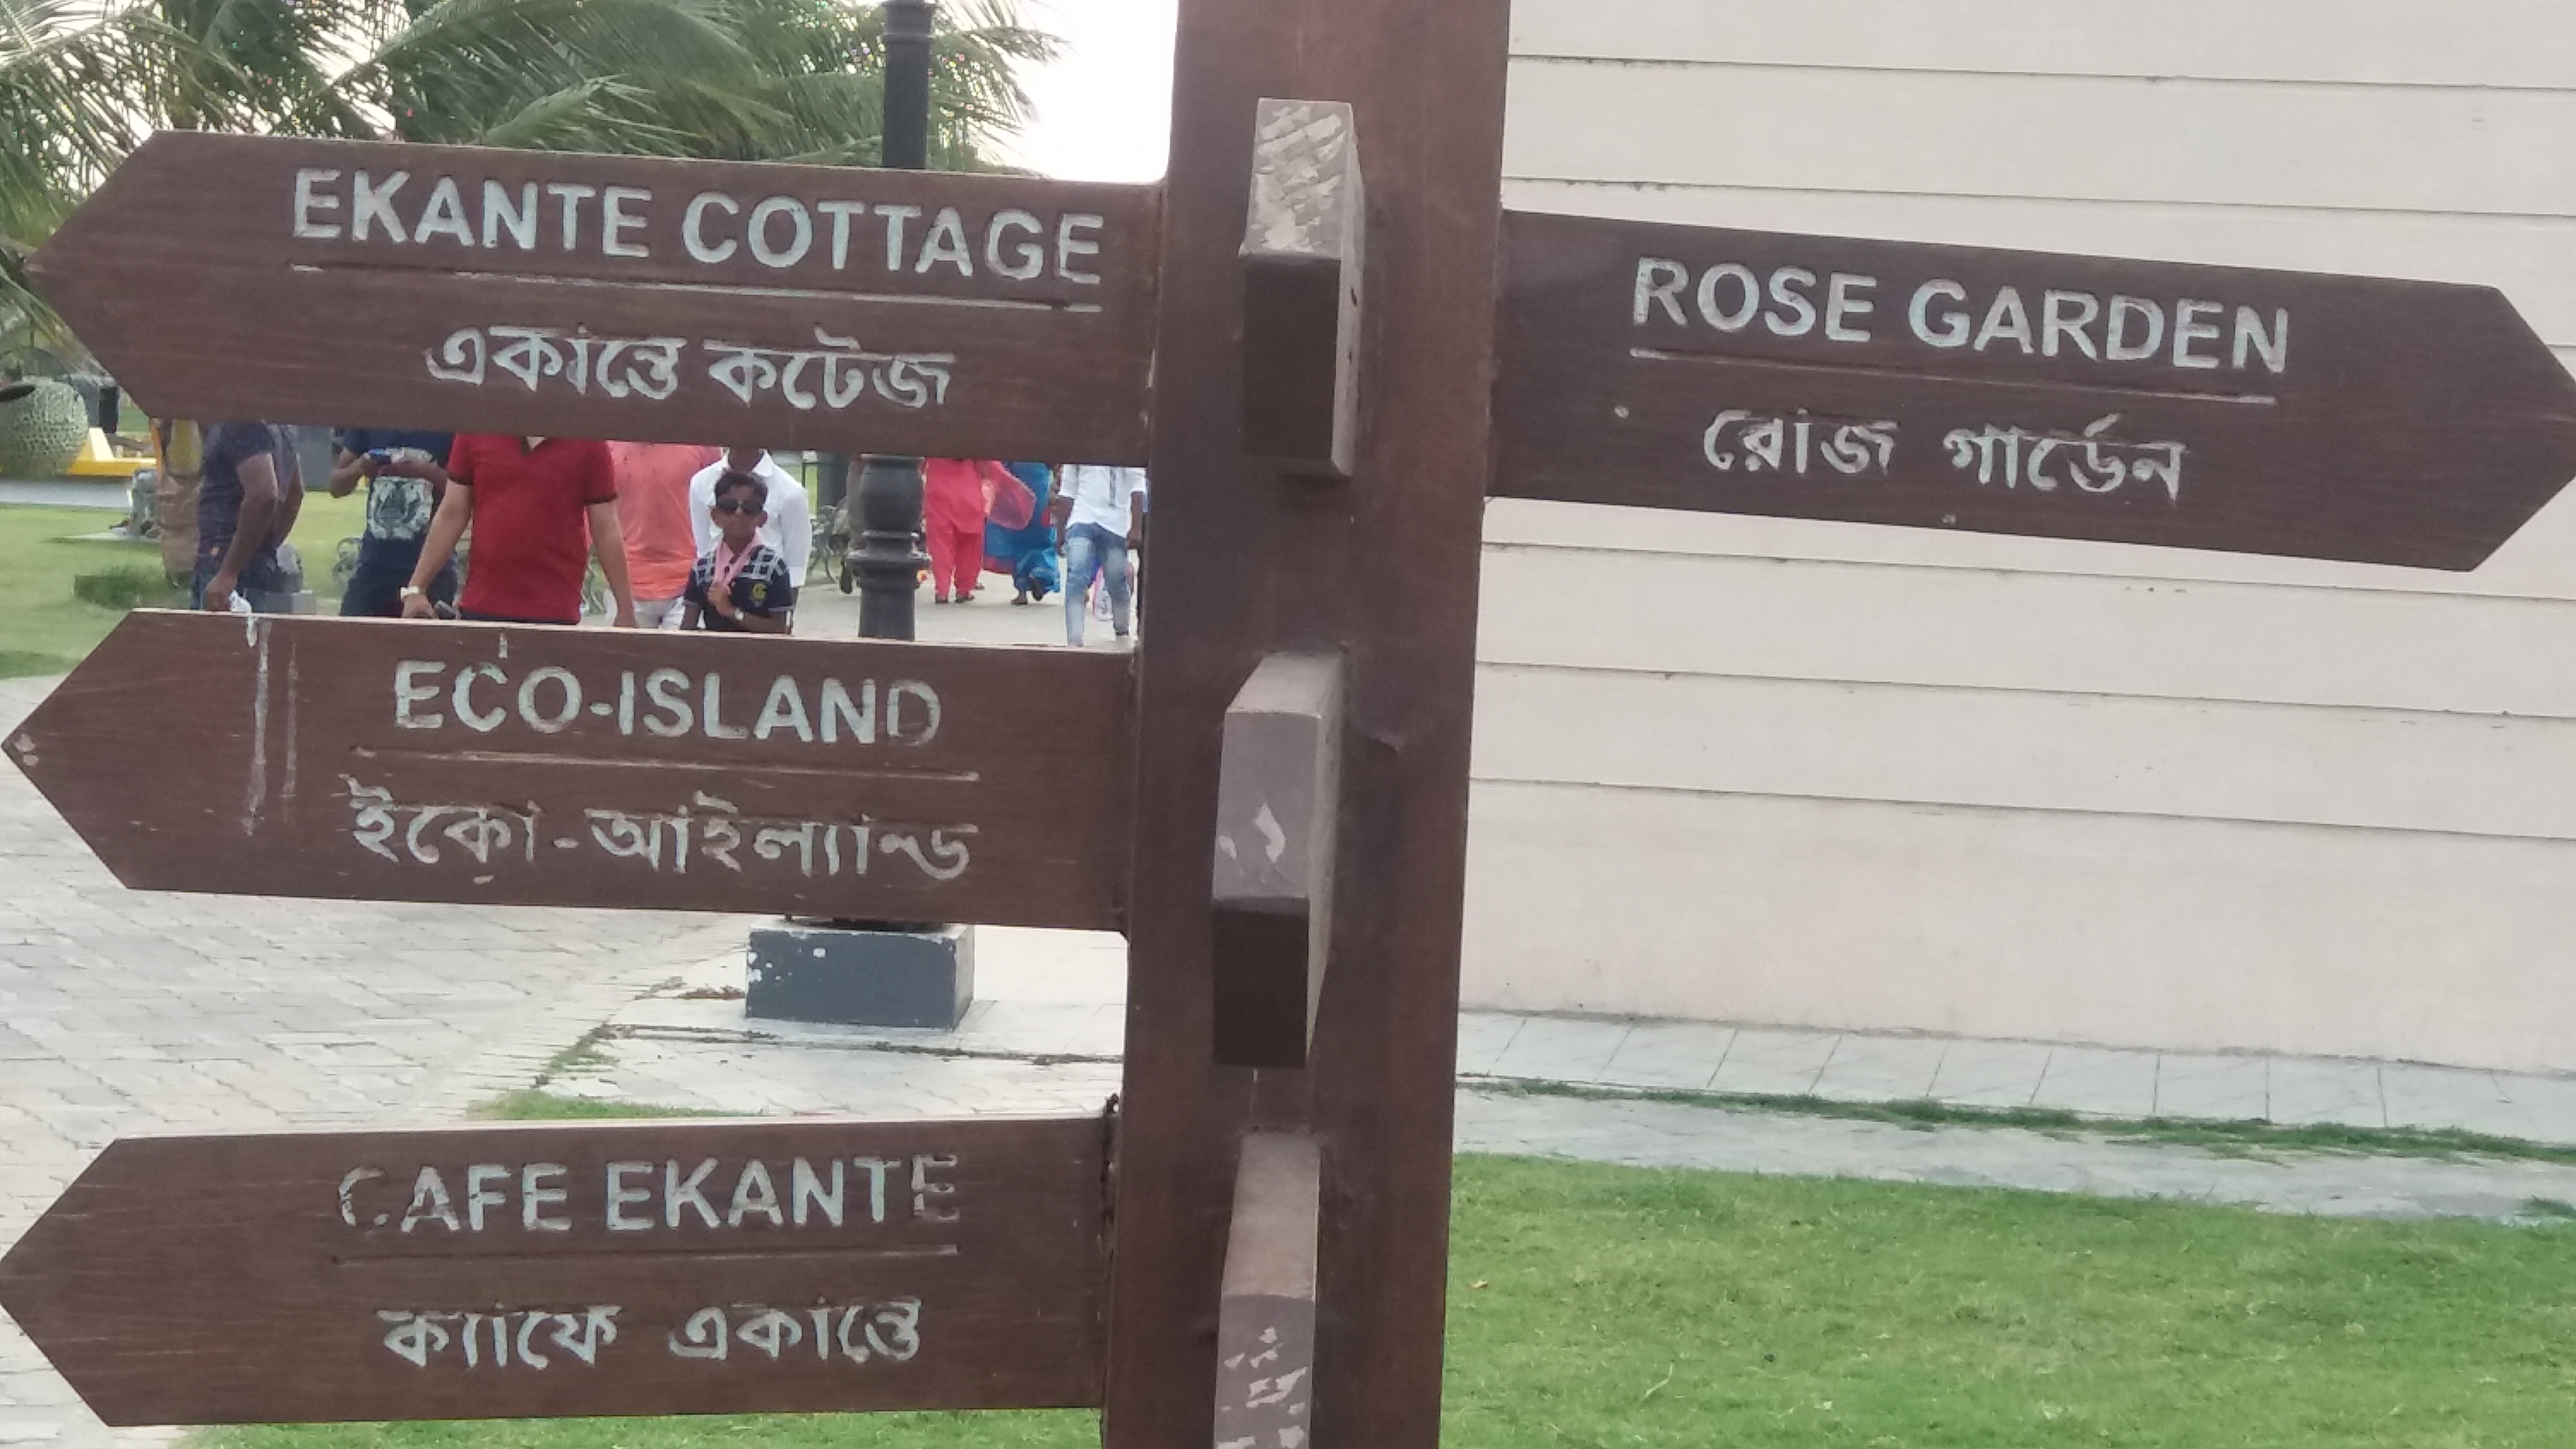 EKANTE COTTAGE
একান্তে কটেজ
ROSE GARDEN
রোজ গার্ডেন
ECO-ISLAND
ইকো-আইল্যান্ড
CAFE EKANTE
ক্যাফে একান্তে